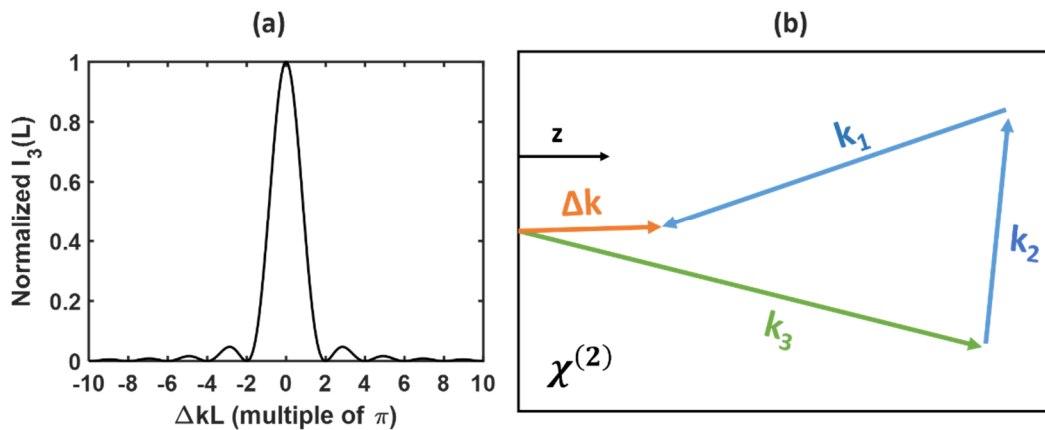 (a)
Normalized I₃(L)
1
0.8
0.6
0.4
0.2
0
-10 -8 -6 -4 -2 0 2 4 6 8 10
ΔkL (multiple of π)
(b)
z
Δk
k₁
k₂
k₃
χ⁽²⁾